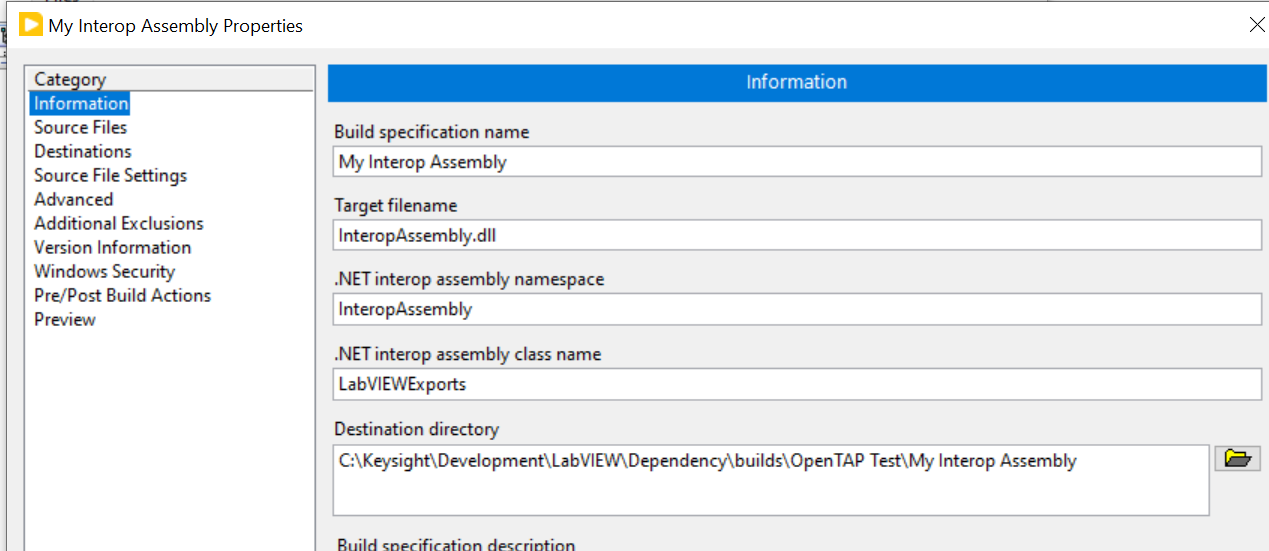 My Interop Assembly Properties
Category
Information
Source Files
Destinations
Source File Settings
Advanced
Additional Exclusions
Version Information
Windows Security
Pre/Post Build Actions
Preview
Information
Build specification name
My Interop Assembly
Target filename
InteropAssembly.dll
.NET interop assembly namespace
InteropAssembly
.NET interop assembly class name
LabVIEWExports
Destination directory
C:\Keysight\Development\LabVIEW\Dependency\builds\OpenTAP Test\My Interop Assembly
Build specification description